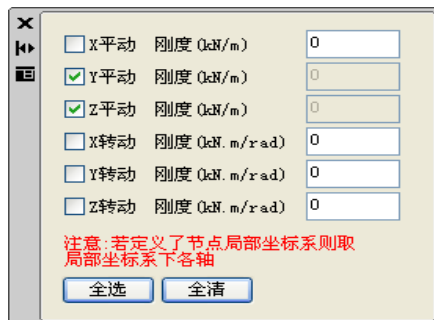 X平动 刚度(kN/m) 0
Y平动 刚度(kN/m) 0
Z平动 刚度(kN/m) 0
X转动 刚度(kN.m/rad) 0
Y转动 刚度(kN.m/rad) 0
Z转动 刚度(kN.m/rad) 0
注意:若定义了节点局部坐标系则取
局部坐标系下各轴
全选 全清